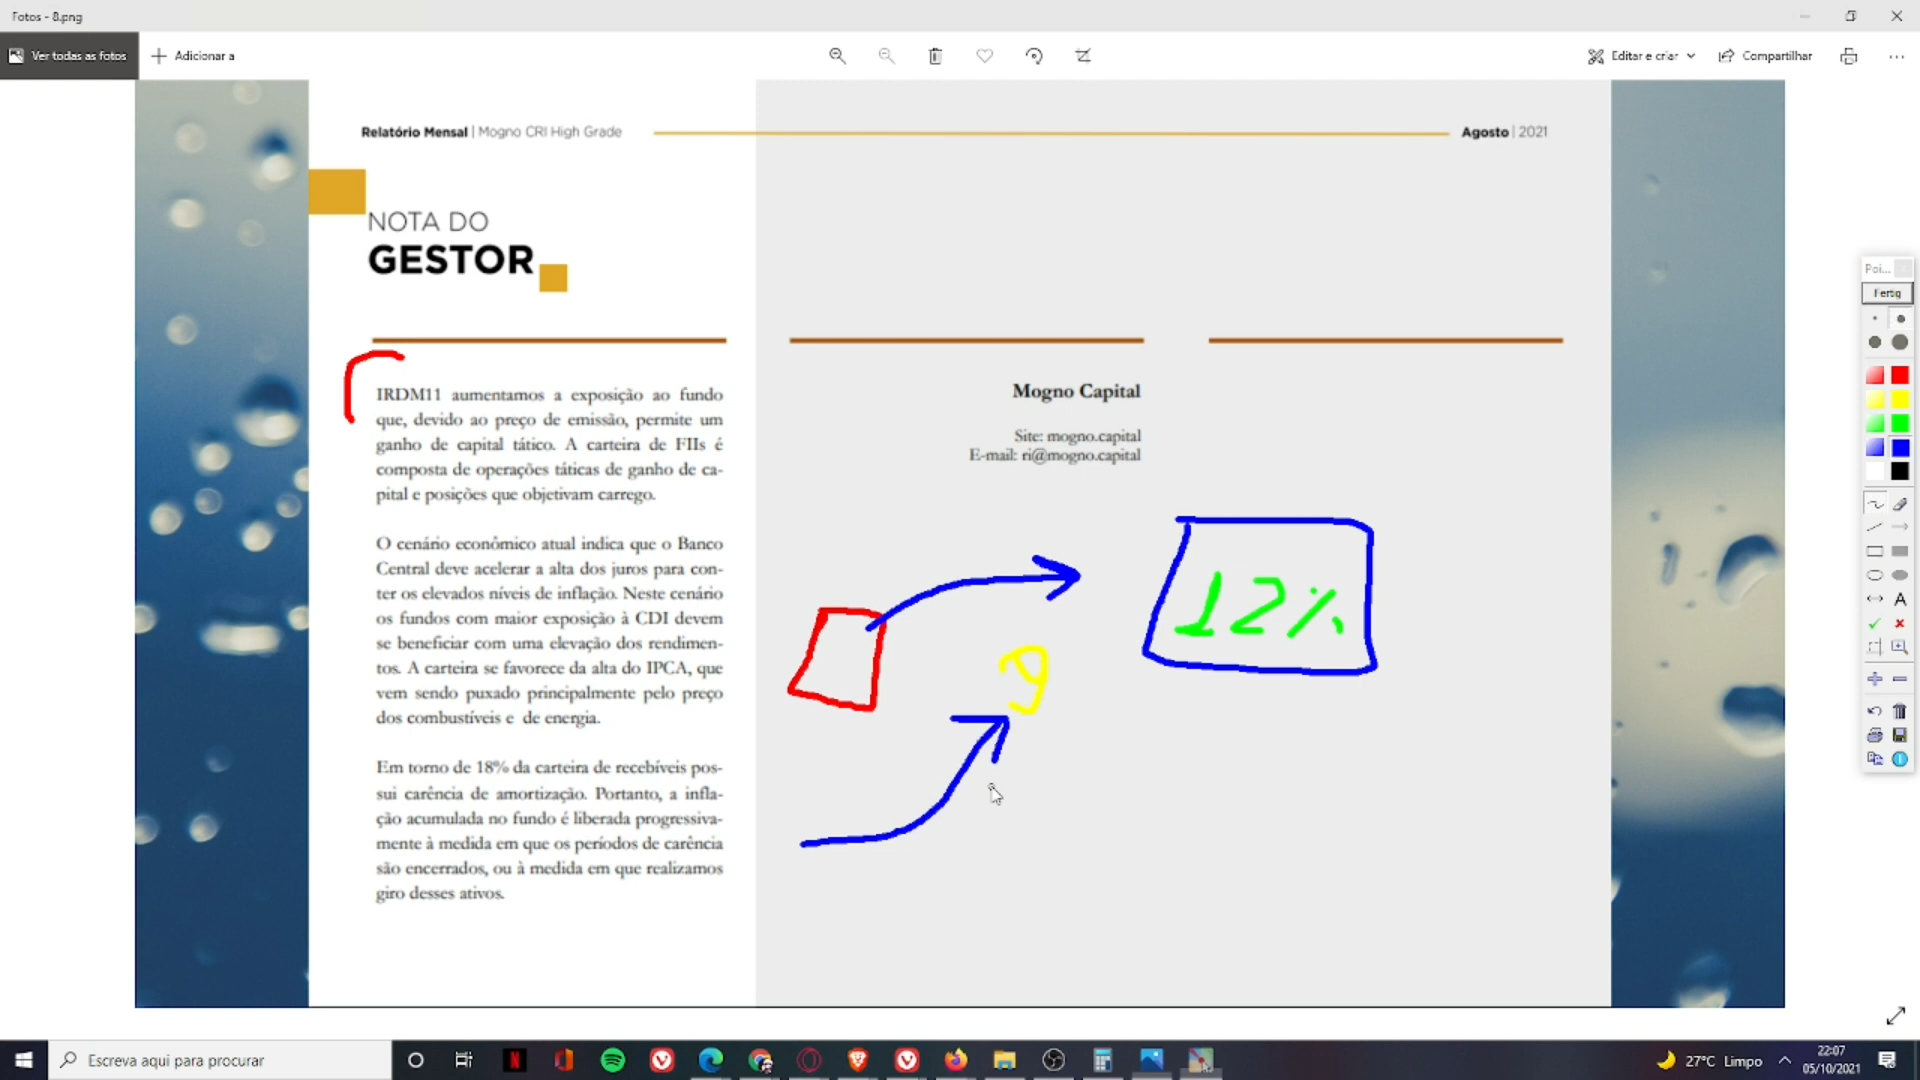 Fotos - 8.png
Ver todas as fotos
Adicionar a
Editar e criar
Compartilhar
Relatório Mensal | Mogno CRI High Grade
Agosto | 2021
NOTA DO
GESTOR
IRDM11 aumentamos a exposição ao fundo
que, devido ao preço de emissão, permite um
ganho de capital tático. A carteira de FIIs é
composta de operações táticas de ganho de ca-
pital e posições que objetivam carrego.
O cenário econômico atual indica que o Banco
Central deve acelerar a alta dos juros para con-
ter os elevados níveis de inflação. Neste cenário
os fundos com maior exposição à CDI devem
se beneficiar com uma elevação dos rendimen-
tos. A carteira se favorece da alta do IPCA, que
vem sendo puxado principalmente pelo preço
dos combustíveis e de energia.
Em torno de 18% da carteira de recebíveis pos-
sui carência de amortização. Portanto, a infla-
ção acumulada no fundo é liberada progressiva-
mente à medida em que os períodos de carência
são encerrados, ou à medida em que realizamos
giro desses ativos.
Mogno Capital
Site: mogno.capital
E-mail: ri@mogno.capital
12%
9
Poi...
Fertig
A
Escreva aqui para procurar
27°C Limpo
22:07
05/10/2021